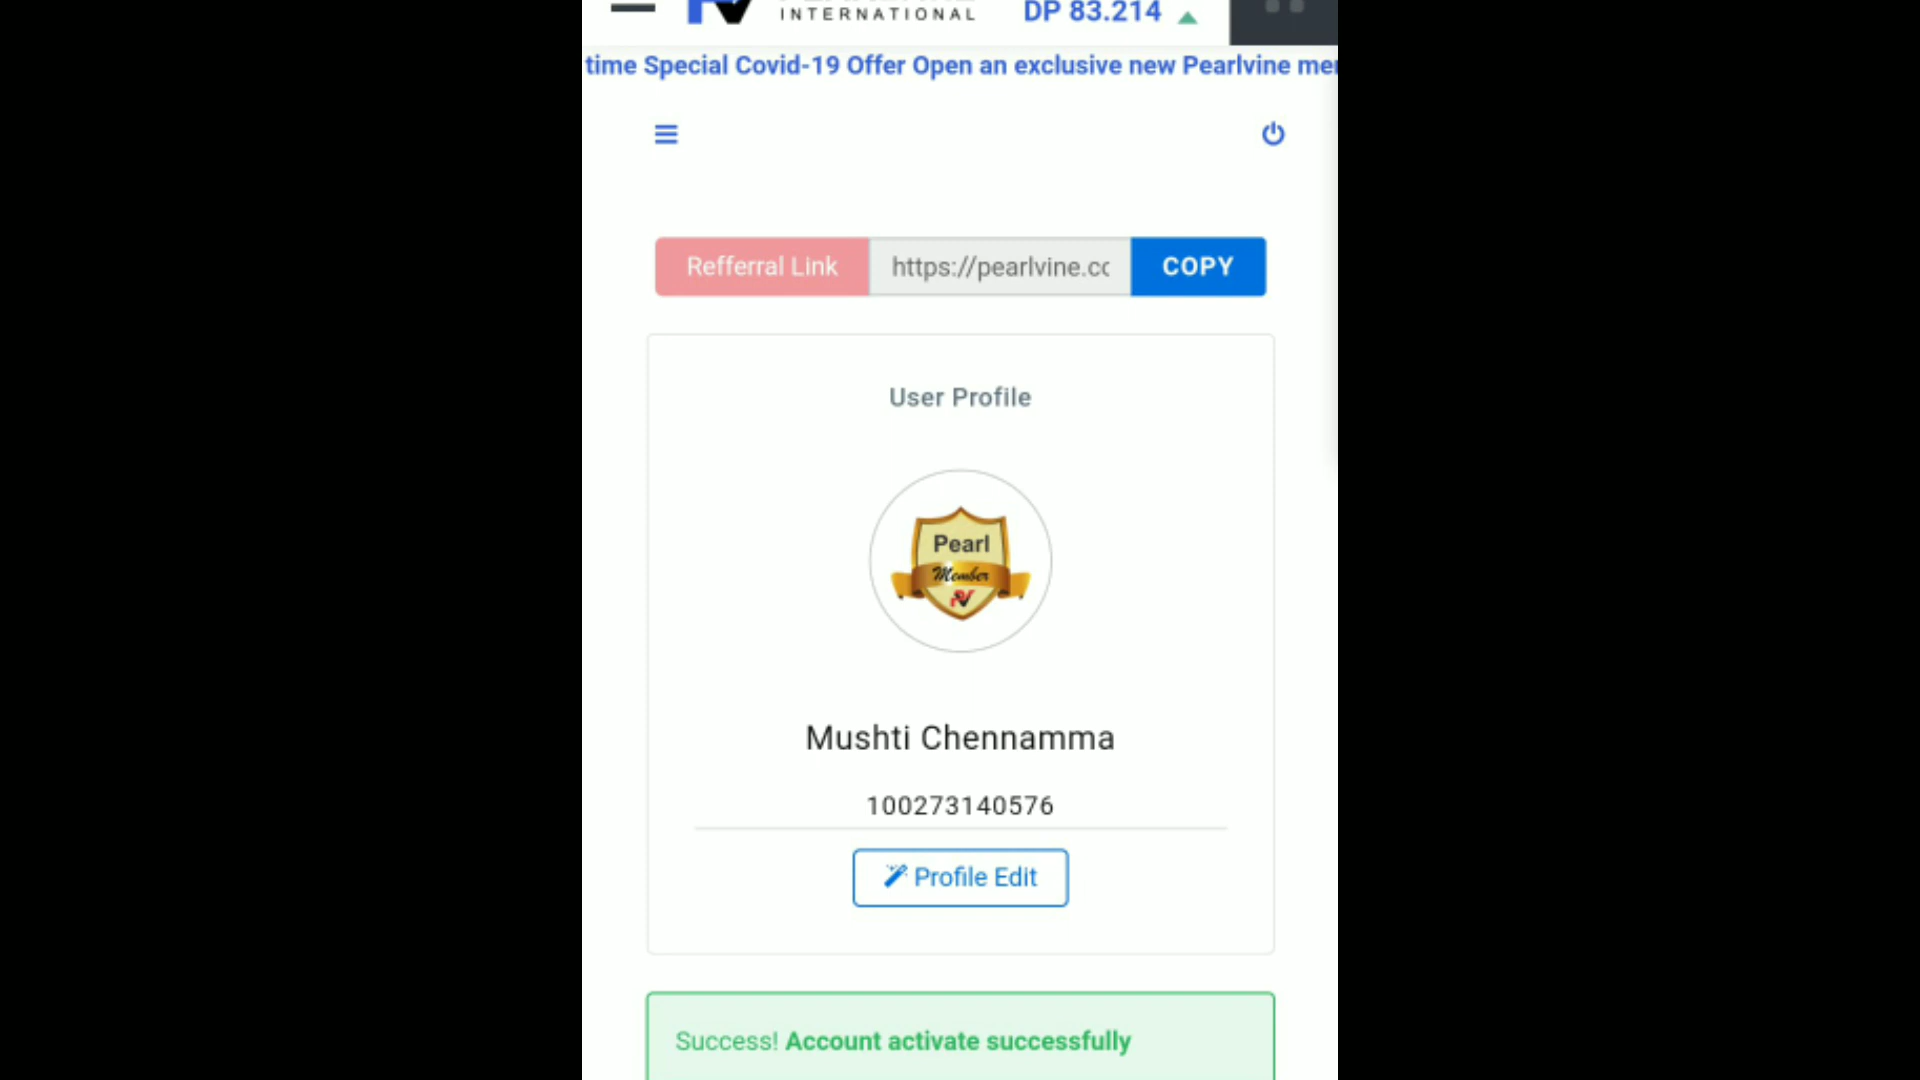 INTERNATIONAL
DP 83.214
time Special Covid-19 Offer Open an exclusive new Pearlvine
Refferral Link
https://pearlvine.cc
COPY
User Profile
Pearl
Member
Mushti Chennamma
100273140576
Profile Edit
Success! Account activate successfully